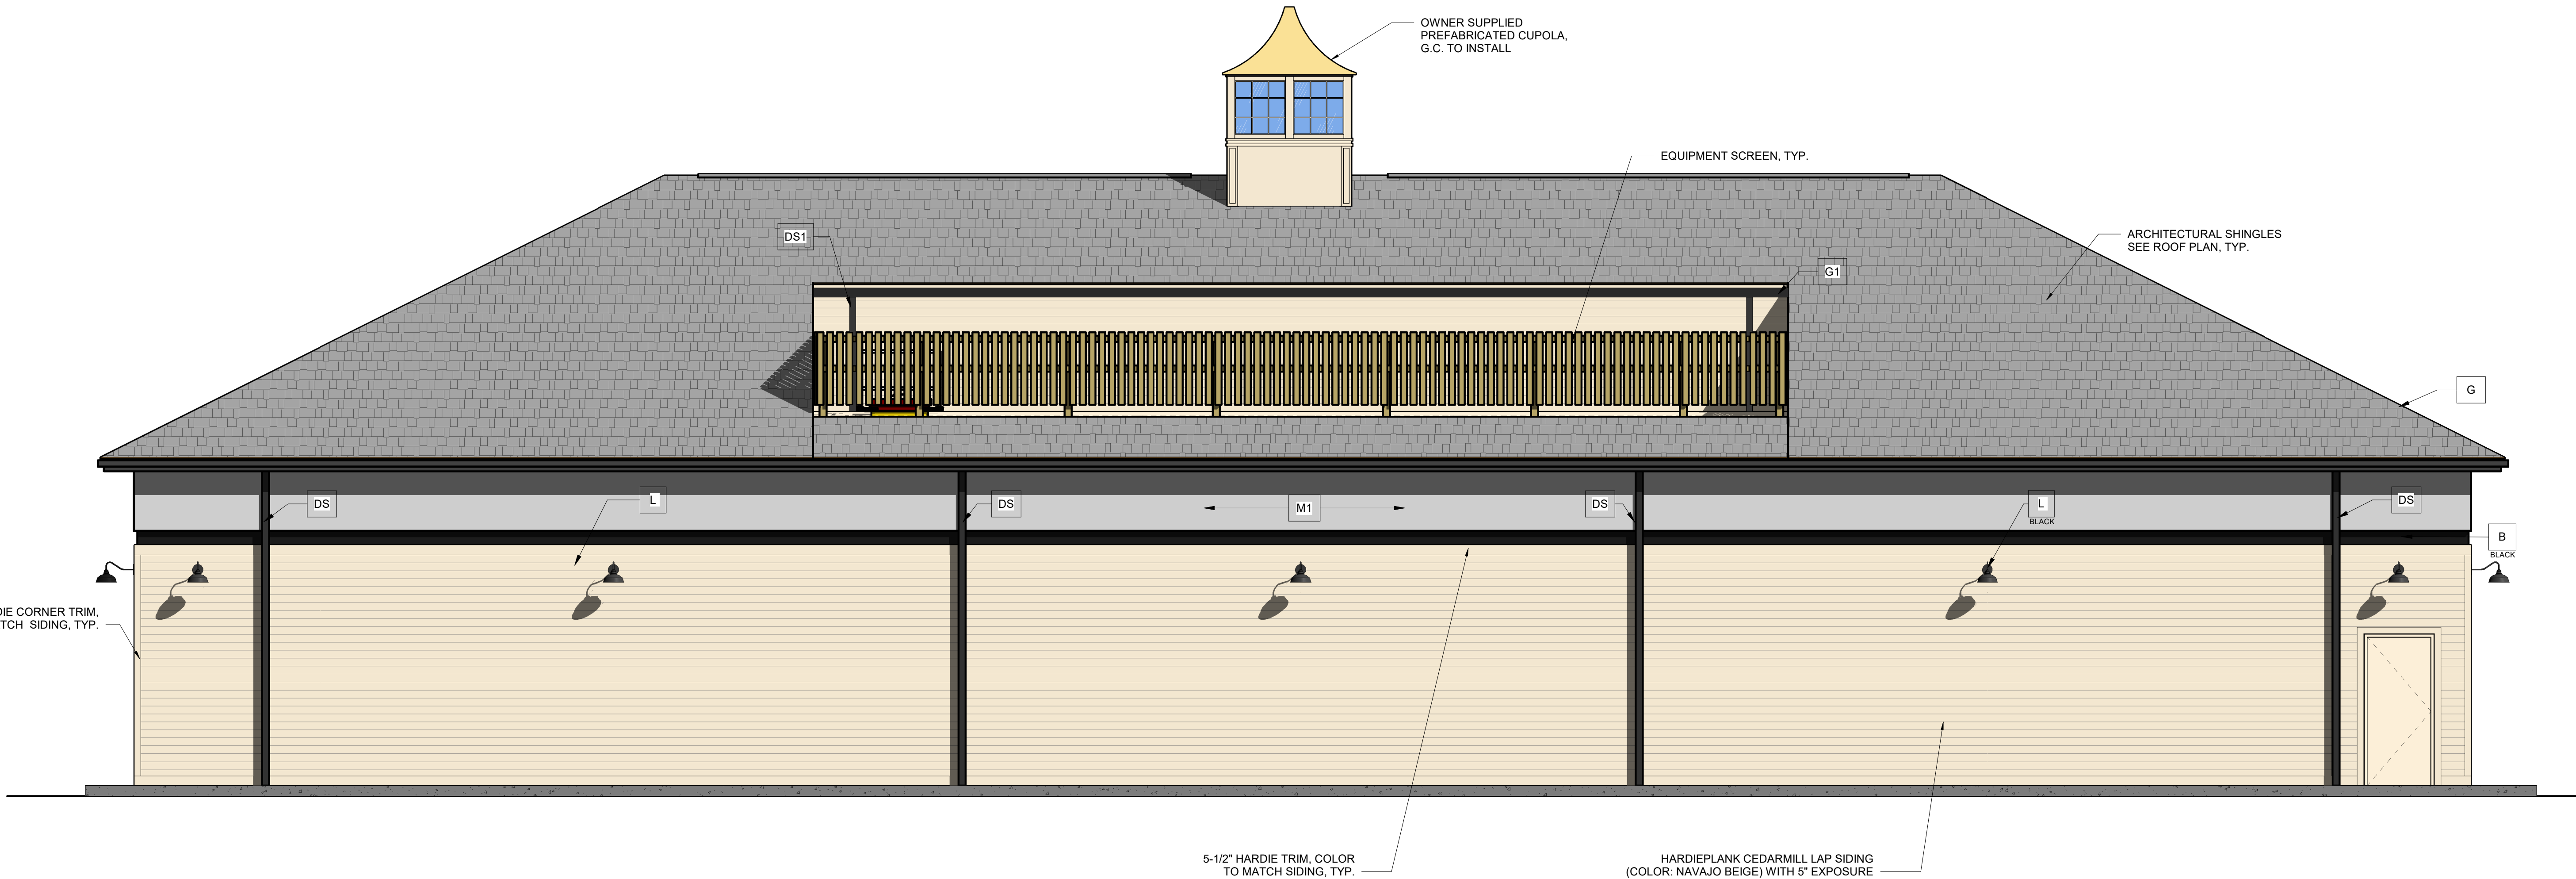 OWNER SUPPLIED
PREFABRICATED CUPOLA,
G.C. TO INSTALL
EQUIPMENT SCREEN, TYP.
DS1
ARCHITECTURAL SHINGLES
SEE ROOF PLAN, TYP.
G1
G
DS
L
DS
M1
DS
L
BLACK
DS
B
BLACK
CORNER TRIM,
SIDING, TYP.
5-1/2" HARDIE TRIM, COLOR
TO MATCH SIDING, TYP.
HARDIEPLANK CEDARMILL LAP SIDING
(COLOR: NAVAJO BEIGE) WITH 5" EXPOSURE